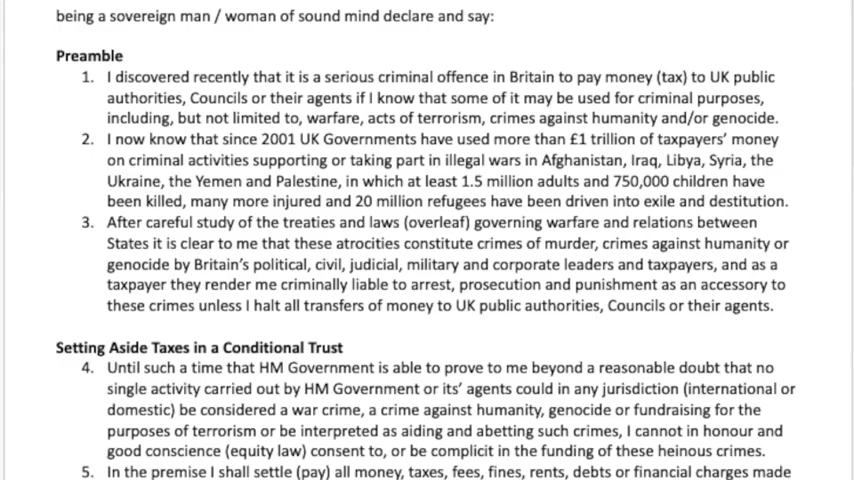 being a sovereign man / woman of sound mind declare and say:
Preamble
1. I discovered recently that it is a serious criminal offence in Britain to pay money (tax) to UK public
authorities, Councils or their agents if I know that some of it may be used for criminal purposes,
including, but not limited to, warfare, acts of terrorism, crimes against humanity and/or genocide.
2. I now know that since 2001 UK Governments have used more than £1 trillion of taxpayers' money
on criminal activities supporting or taking part in illegal wars in Afghanistan, Iraq, Libya, Syria, the
Ukraine, the Yemen and Palestine, in which at least 1.5 million adults and 750,000 children have
been killed, many more injured and 20 million refugees have been driven into exile and destitution.
3. After careful study of the treaties and laws (overleaf) governing warfare and relations between
States it is clear to me that these atrocities constitute crimes of murder, crimes against humanity or
genocide by Britain's political, civil, judicial, military and corporate leaders and taxpayers, and as a
taxpayer they render me criminally liable to arrest, prosecution and punishment as an accessory to
these crimes unless I halt all transfers of money to UK public authorities, Councils or their agents.
Setting Aside Taxes in a Conditional Trust
4. Until such a time that HM Government is able to prove to me beyond a reasonable doubt that no
single activity carried out by HM Government or its' agents could in any jurisdiction (international or
domestic) be considered a war crime, a crime against humanity, genocide or fundraising for the
purposes of terrorism or be interpreted as aiding and abetting such crimes, I cannot in honour and
good conscience (equity law) consent to, or be complicit in the funding of these heinous crimes.
5. In the premise I shall settle (pay) all money, taxes, fees, fines, rents, debts or financial charges made